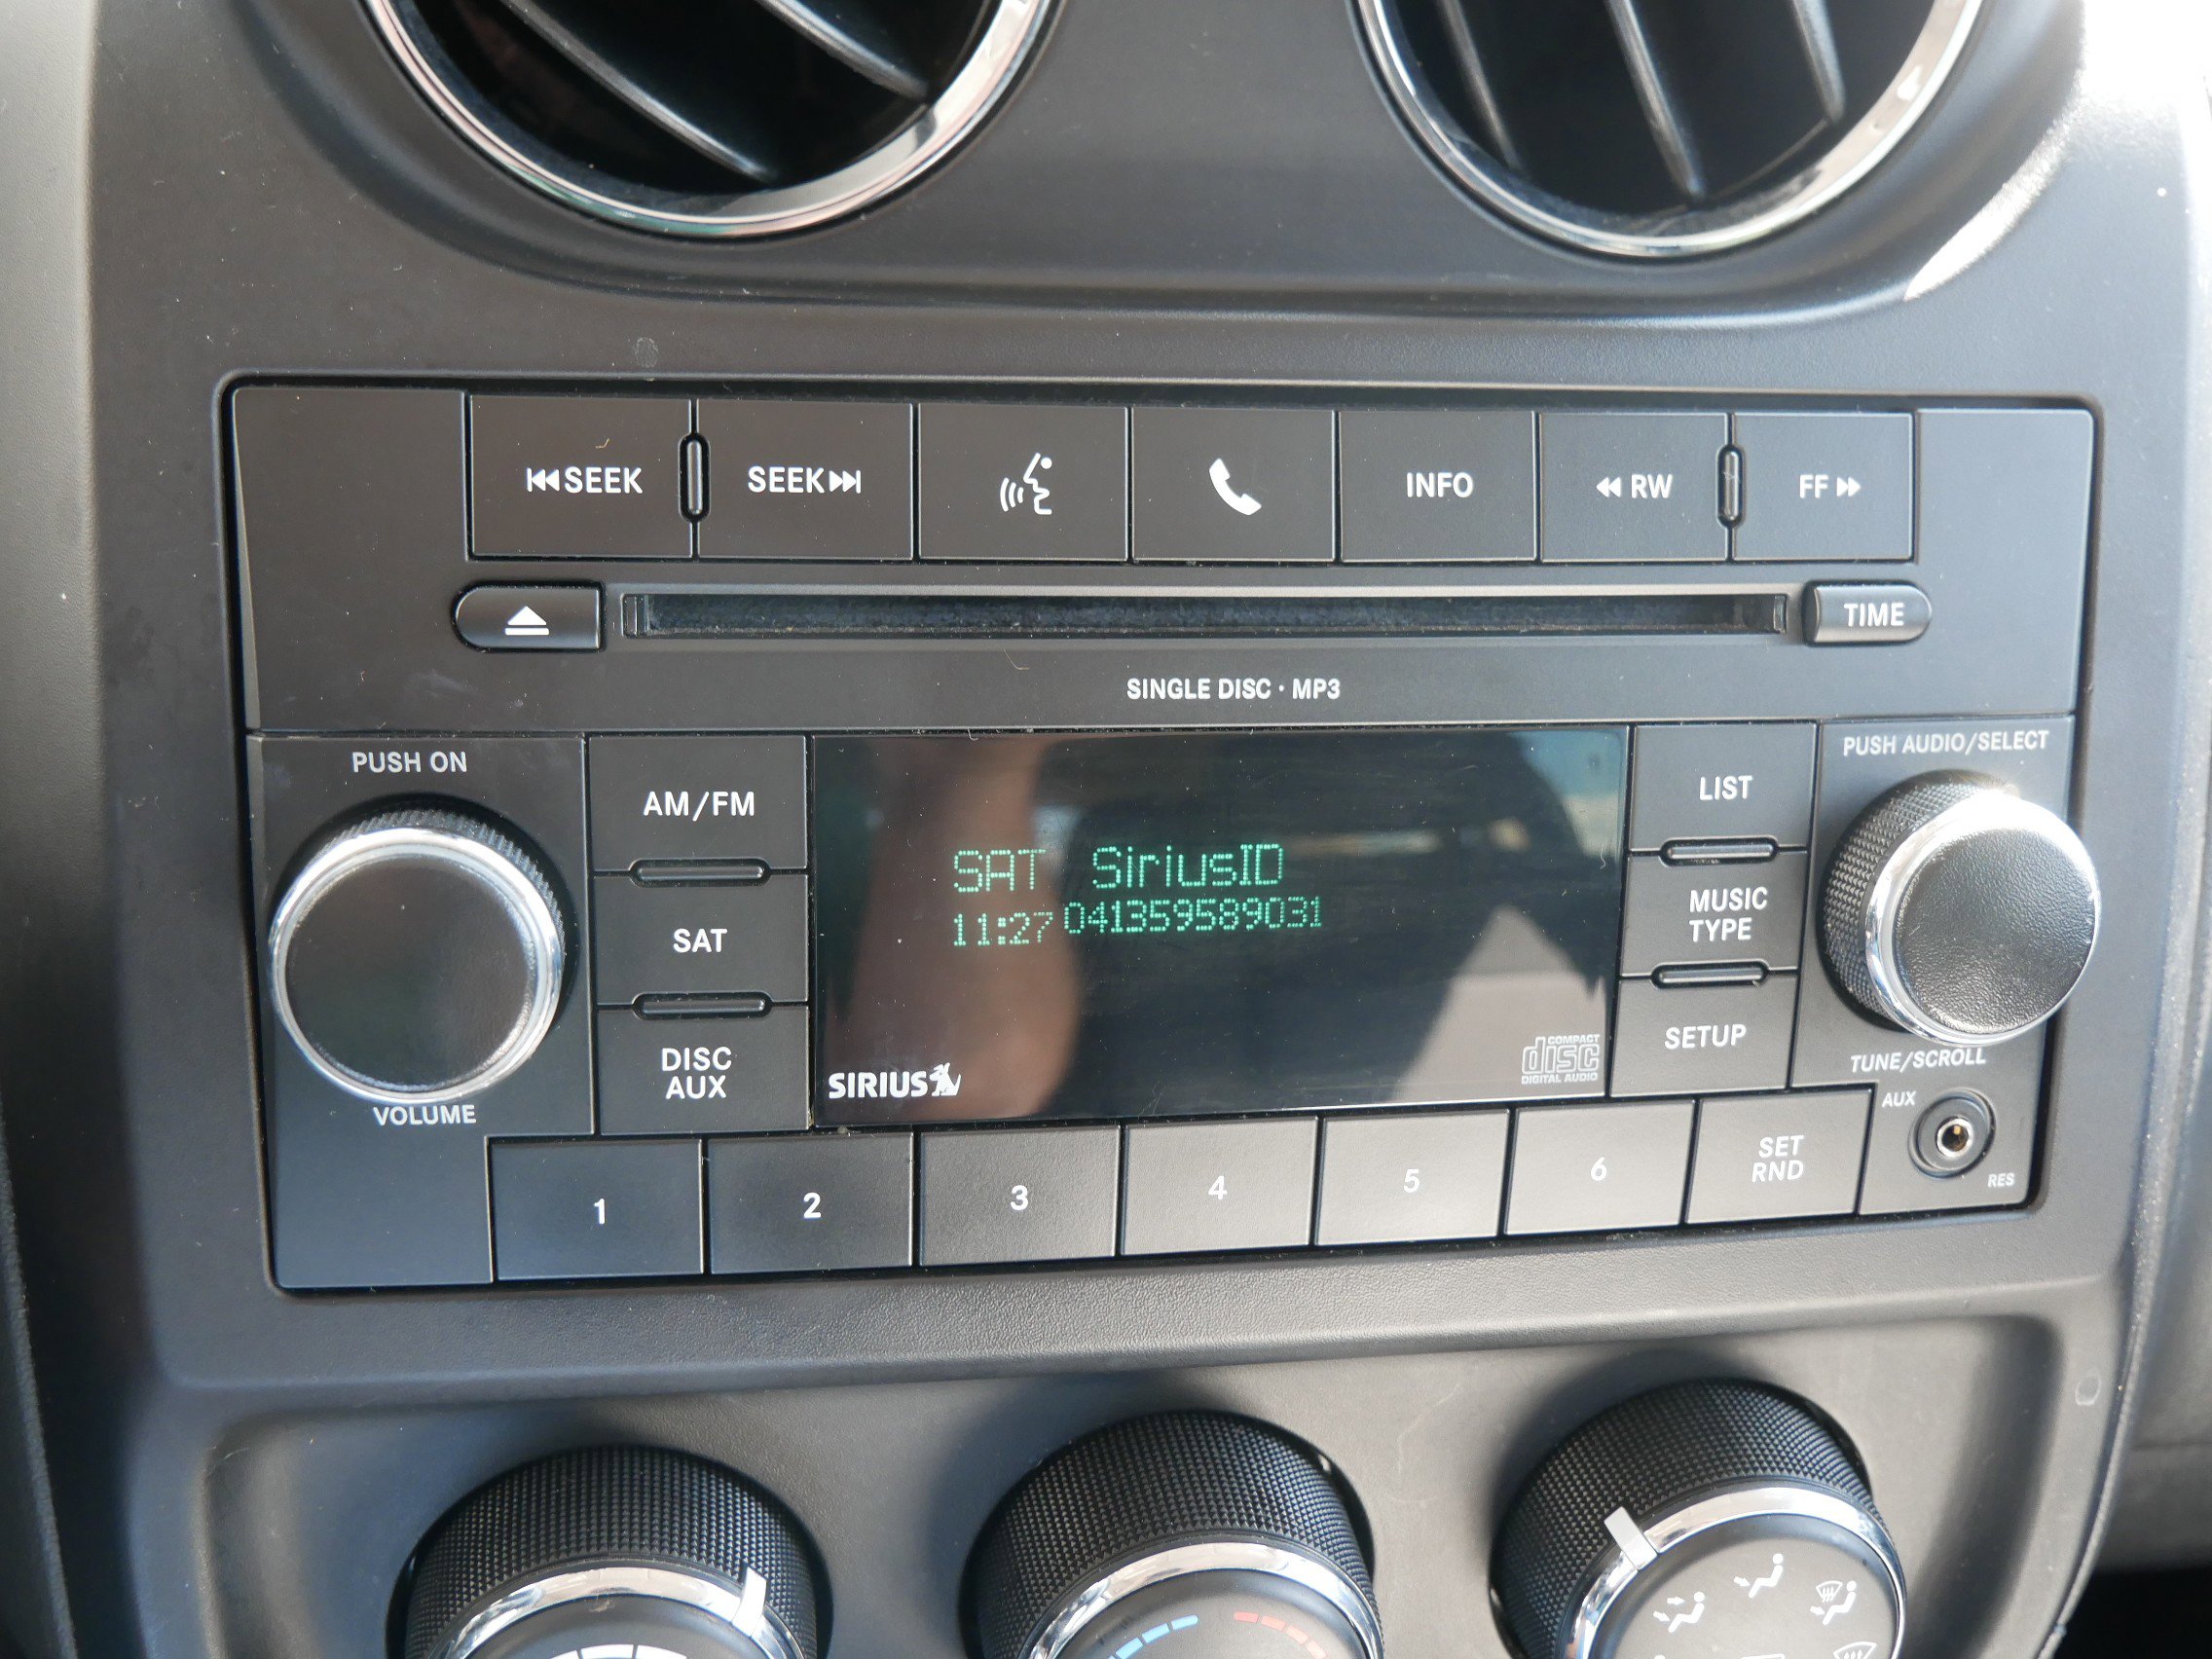 SEEK SEEK INFO RW FF
TIME
SINGLE DISC · MP3
PUSH ON
VOLUME
AM/FM
SAT
DISC
AUX
SAT SiriusID
11:27 041359589031
SIRIUS
COMPACT
disc
DIGITAL AUDIO
LIST
MUSIC
TYPE
SETUP
PUSH AUDIO/SELECT
TUNE/SCROLL
AUX
RES
1 2 3 4 5 6 SET
RND